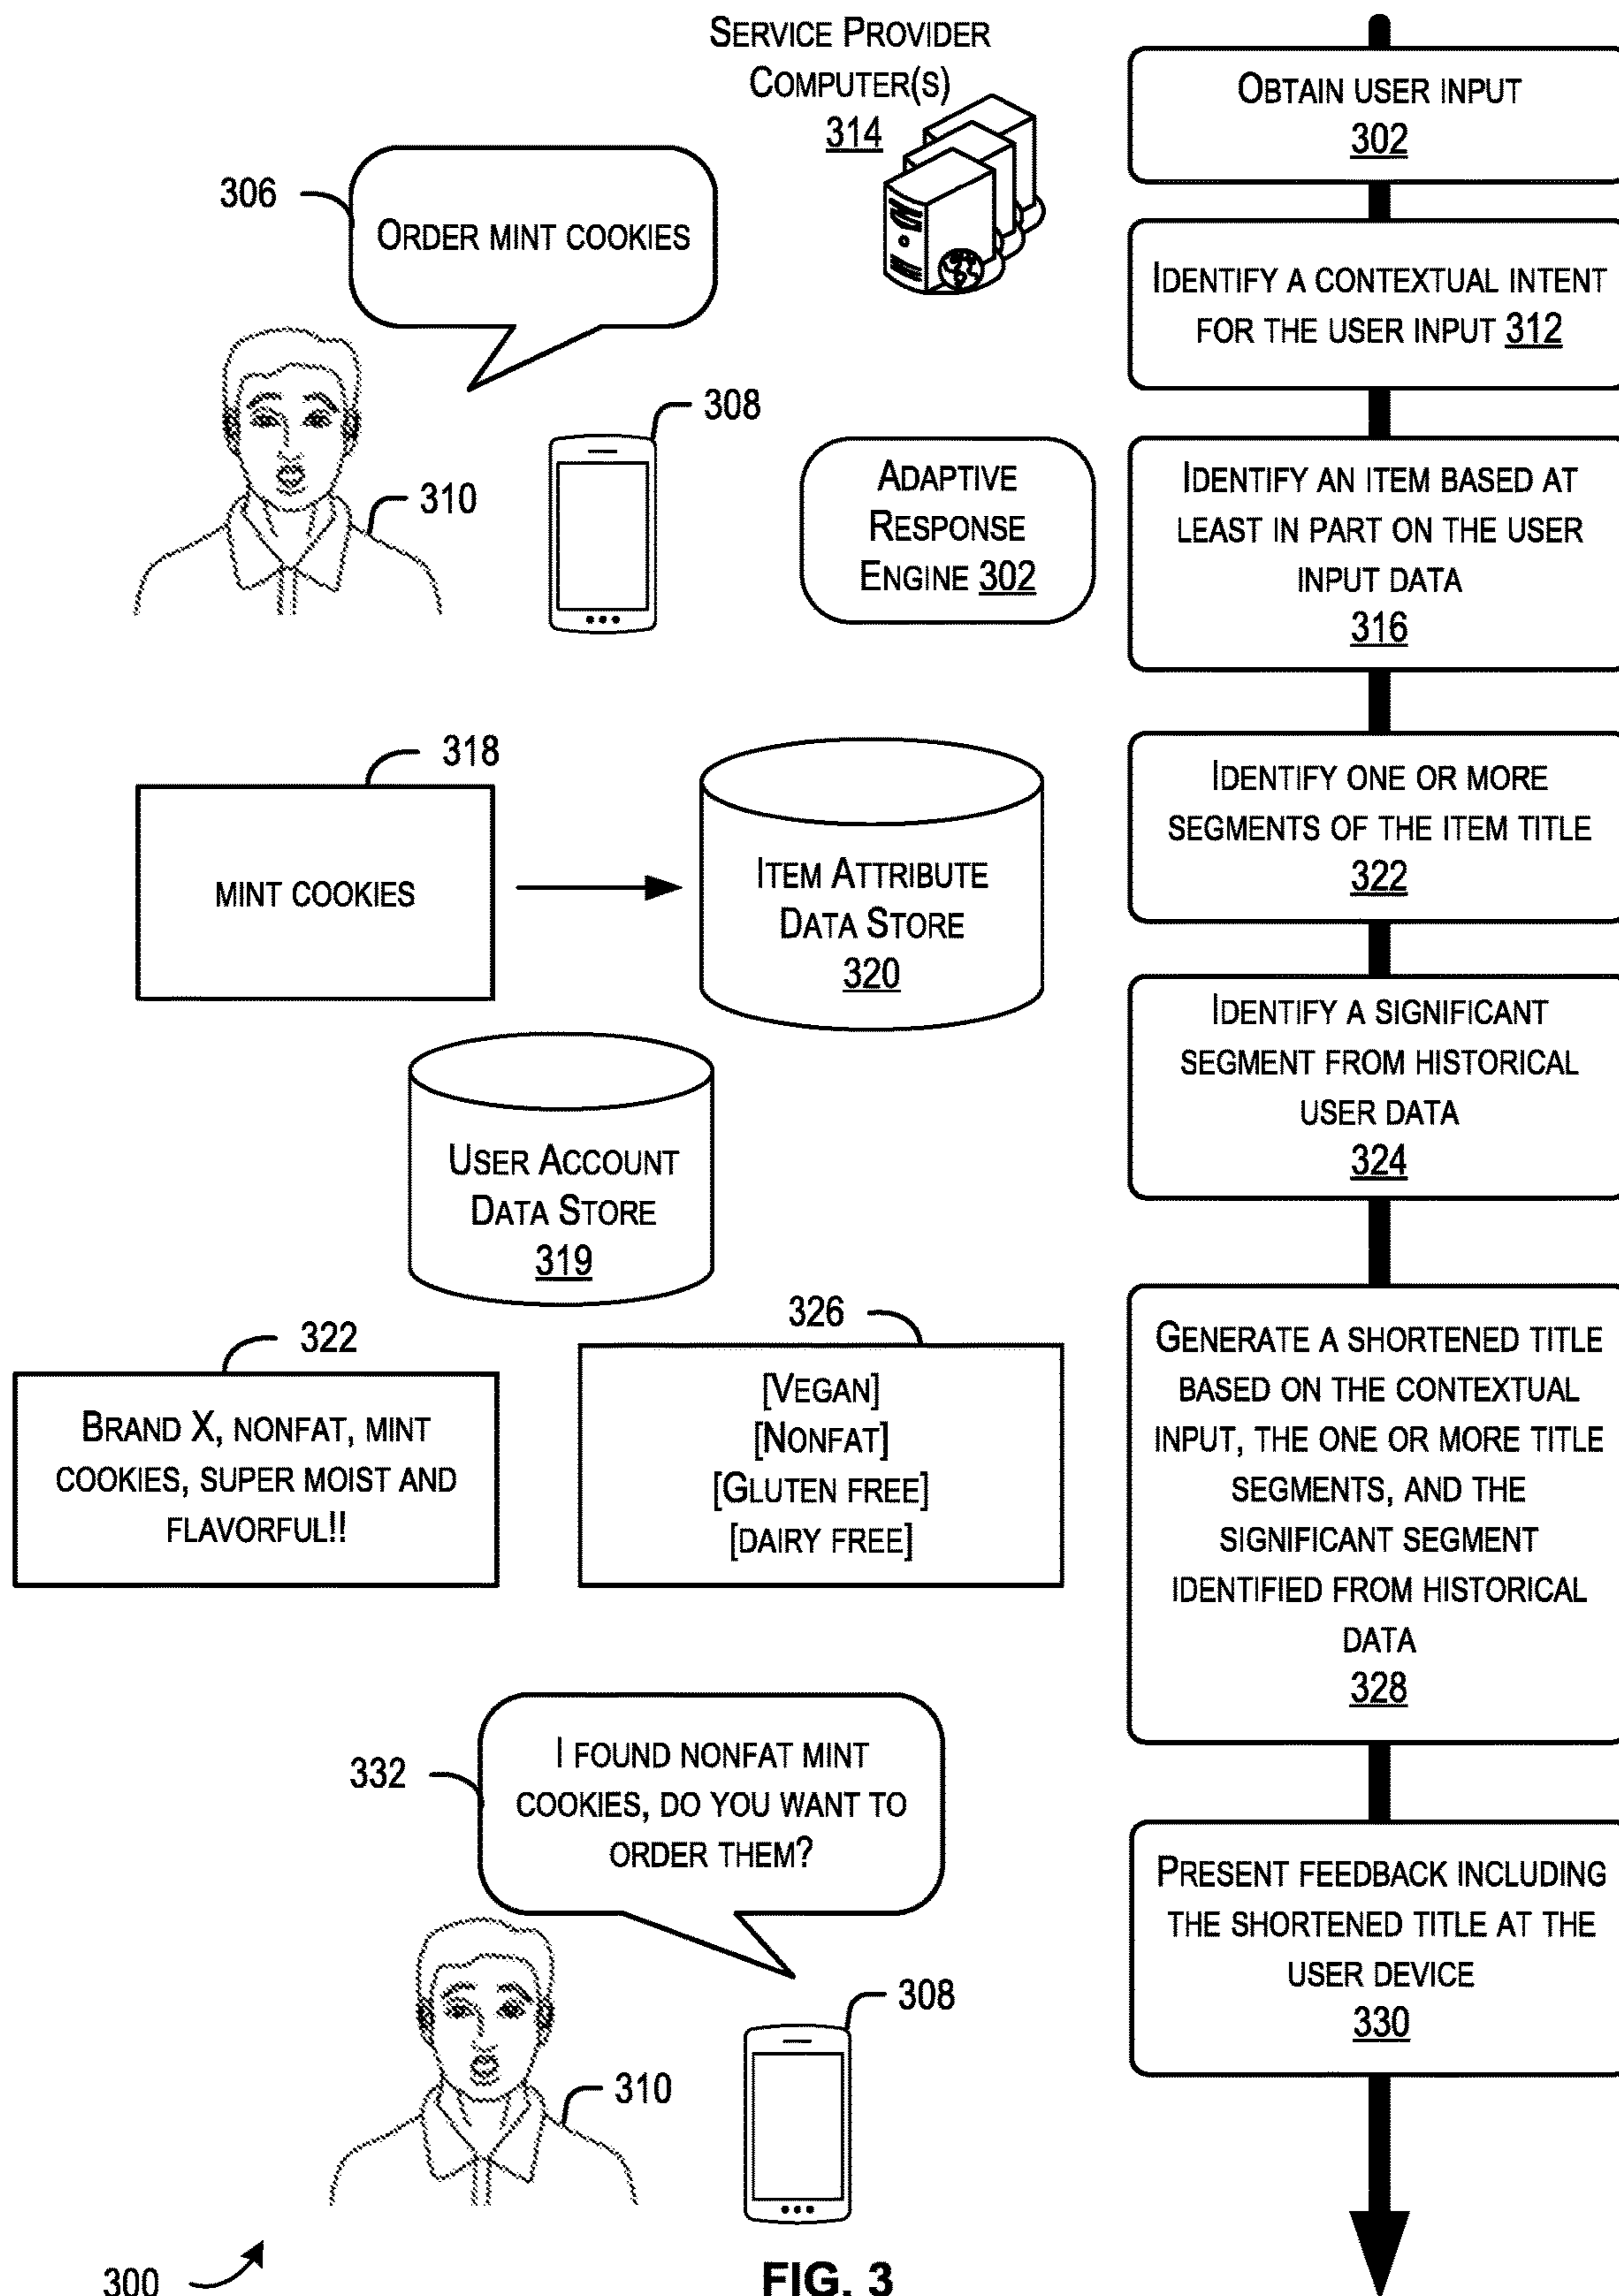 SERVICE PROVIDER
COMPUTER(S)
314
OBTAIN USER INPUT
302
306
ORDER MINT COOKIES
IDENTIFY A CONTEXTUAL INTENT
FOR THE USER INPUT 312
308
310
ADAPTIVE
RESPONSE
ENGINE 302
IDENTIFY AN ITEM BASED AT
LEAST IN PART ON THE USER
INPUT DATA
316
318
MINT COOKIES
ITEM ATTRIBUTE
DATA STORE
320
IDENTIFY ONE OR MORE
SEGMENTS OF THE ITEM TITLE
322
USER ACCOUNT
DATA STORE
319
IDENTIFY A SIGNIFICANT
SEGMENT FROM HISTORICAL
USER DATA
324
322
BRAND X, NONFAT, MINT
COOKIES, SUPER MOIST AND
FLAVORFUL!!
326
[VEGAN]
[NONFAT]
[GLUTEN FREE]
[DAIRY FREE]
GENERATE A SHORTENED TITLE
BASED ON THE CONTEXTUAL
INPUT, THE ONE OR MORE TITLE
SEGMENTS, AND THE
SIGNIFICANT SEGMENT
IDENTIFIED FROM HISTORICAL
DATA
328
332
I FOUND NONFAT MINT
COOKIES, DO YOU WANT TO
ORDER THEM?
308
310
PRESENT FEEDBACK INCLUDING
THE SHORTENED TITLE AT THE
USER DEVICE
330
300
FIG. 3